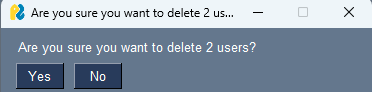 Are you sure you want to delete 2 us...
Are you sure you want to delete 2 users?
Yes No